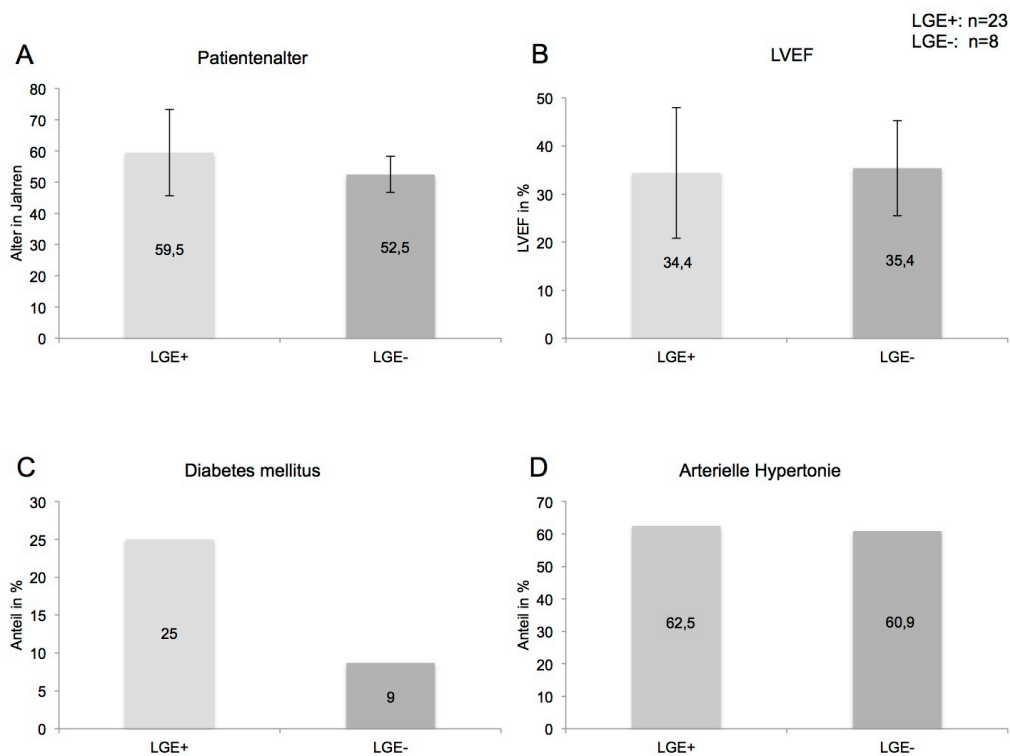 LGE+: n=23
LGE-: n=8
A
Patientenalter
Alter in Jahren
80
70
60
50
40
30
20
10
0
59,5
52,5
LGE+
LGE-
B
LVEF
LVEF in %
50
40
30
20
10
0
34,4
35,4
LGE+
LGE-
C
Diabetes mellitus
Anteil in %
30
25
20
15
10
5
0
25
9
LGE+
LGE-
D
Arterielle Hypertonie
Anteil in %
70
60
50
40
30
20
10
0
62,5
60,9
LGE+
LGE-